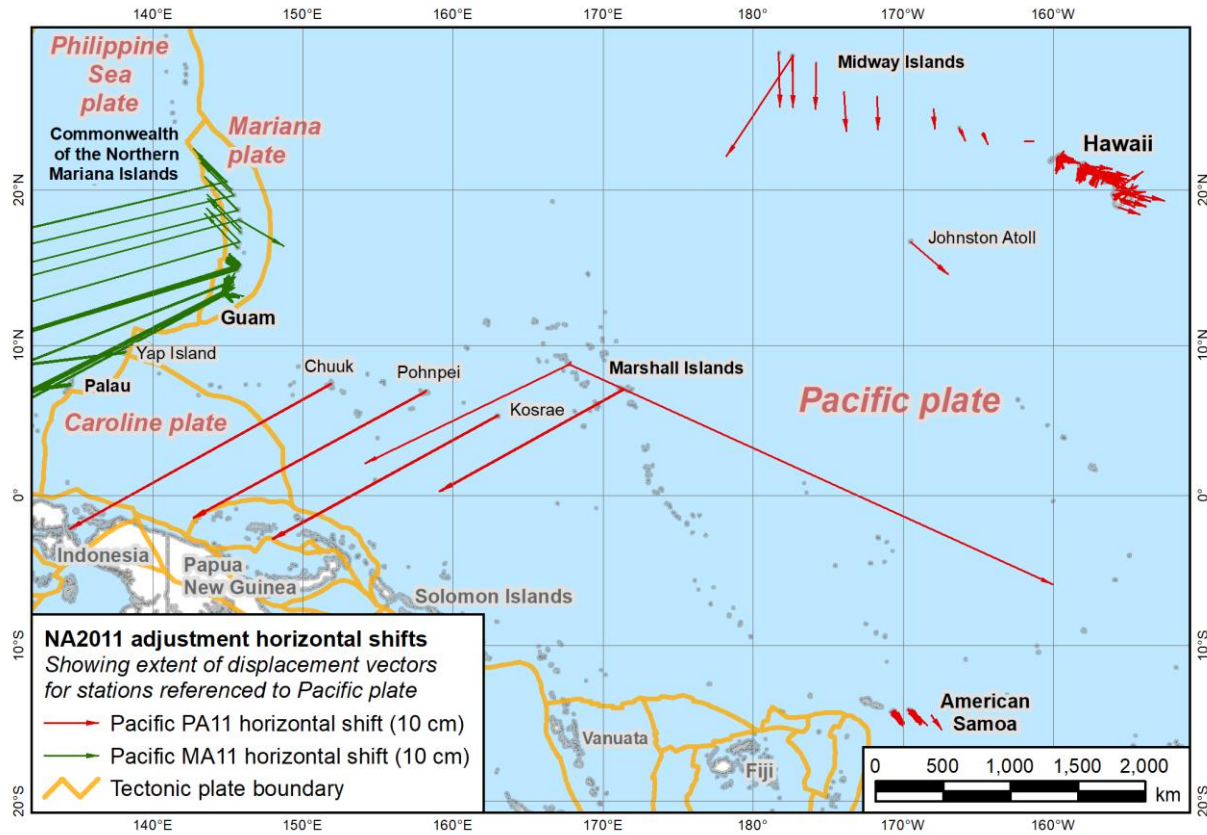 140°E 150°E 160°E 170°E 180° 170°W 160°W
Philippine
Sea
plate
Commonwealth
of the Northern
Mariana Islands
Mariana
plate
Midway Islands
Hawaii
20°N
20°N
Johnston Atoll
Guam
10°N
10°N
Yap Island
Palau
Chuuk
Pohnpei
Marshall Islands
Kosrae
Pacific plate
Caroline plate
0°
0°
Indonesia
Papua
New Guinea
Solomon Islands
10°S
10°S
NA2011 adjustment horizontal shifts
Showing extent of displacement vectors
for stations referenced to Pacific plate
Pacific PA11 horizontal shift (10 cm)
Pacific MA11 horizontal shift (10 cm)
Tectonic plate boundary
Vanuata
Fiji
American
Samoa
0 500 1,000 1,500 2,000
km
20°S
20°S
140°E 150°E 160°E 170°E 180° 170°W 160°W